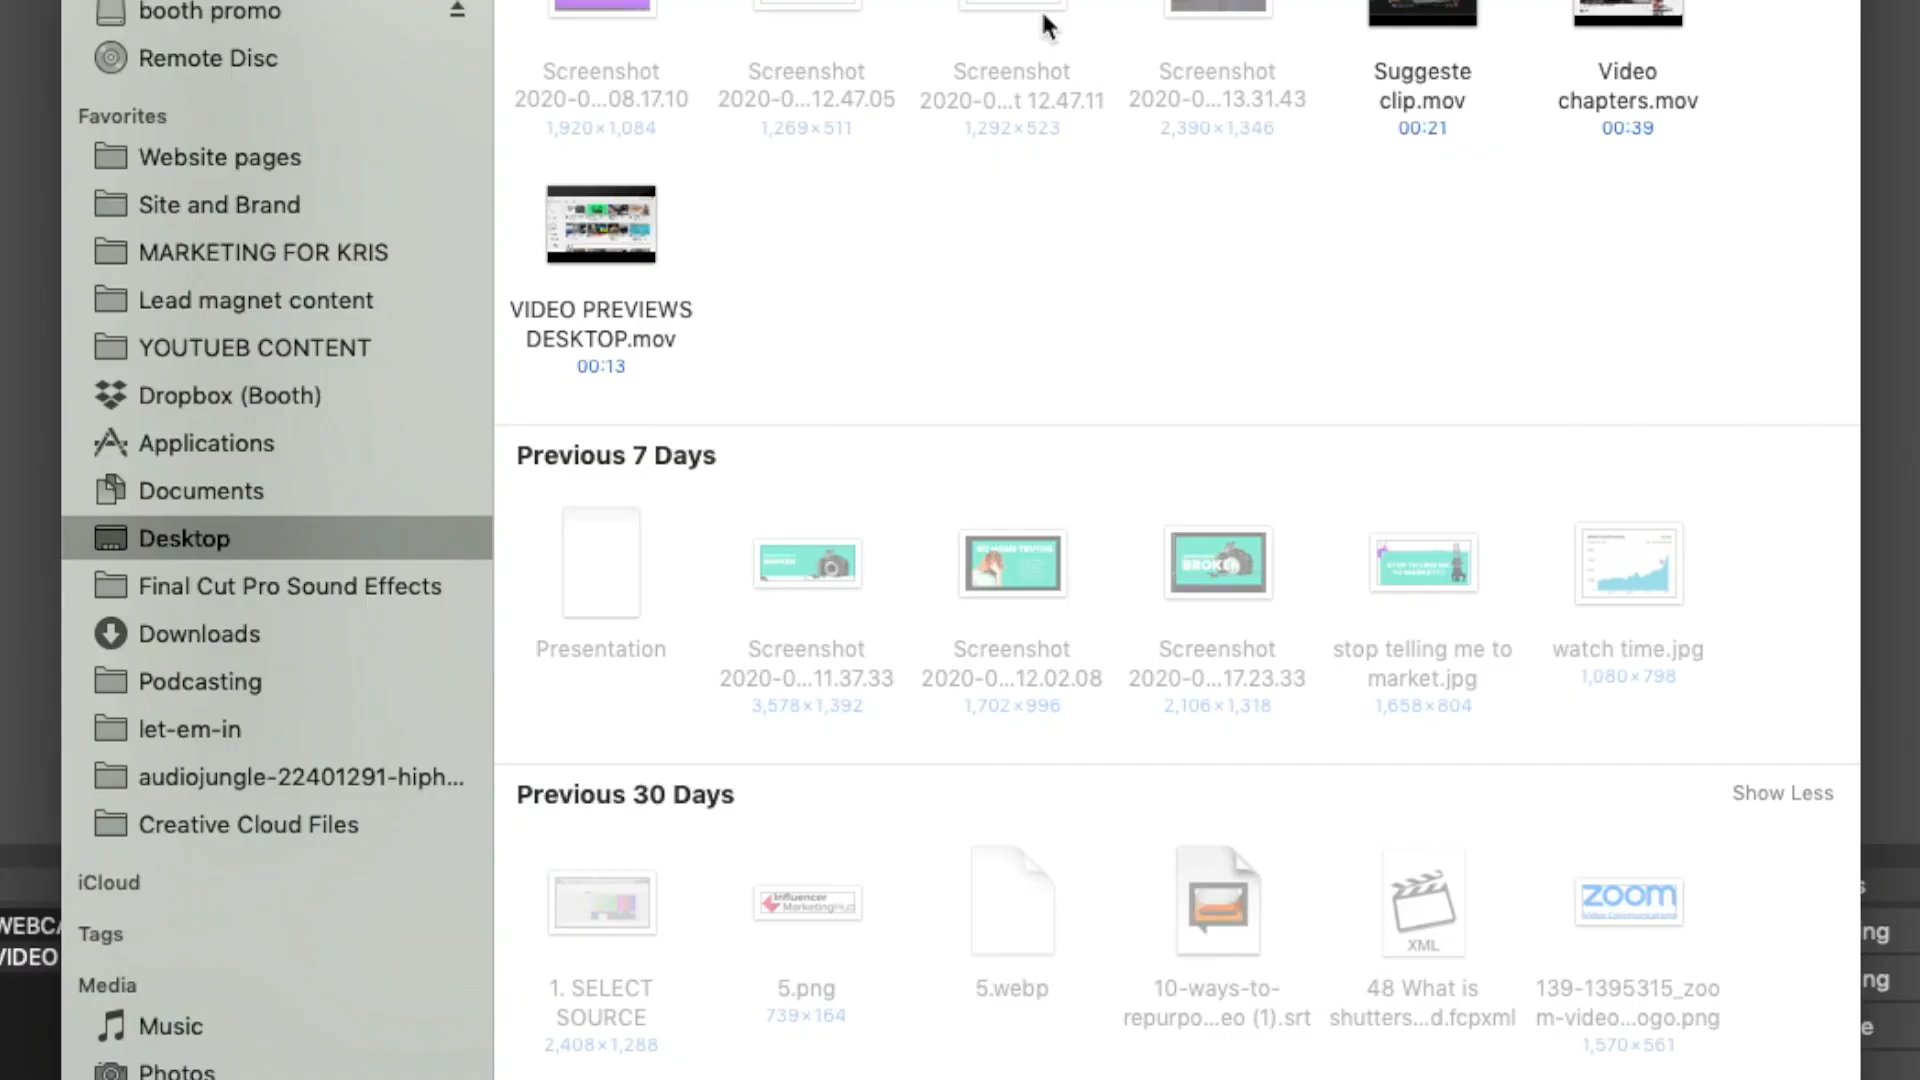 booth promo
Remote Disc
Favorites
Website pages
Site and Brand
MARKETING FOR KRIS
Lead magnet content
YOUTUEB CONTENT
Dropbox (Booth)
Applications
Documents
Desktop
Final Cut Pro Sound Effects
Downloads
Podcasting
let-em-in
audiojungle-22401291-hiph...
Creative Cloud Files
iCloud
Tags
Media
Music
Photos
Screenshot
2020-0...08.17.10
1,920×1,084
Screenshot
2020-0...12.47.05
1,269×511
Screenshot
2020-0...t 12.47.11
1,292×523
Screenshot
2020-0...13.31.43
2,390×1,346
Suggeste
clip.mov
00:21
Video
chapters.mov
00:39
VIDEO PREVIEWS
DESKTOP.mov
00:13
Previous 7 Days
Presentation
BROKEN
Screenshot
2020-0...11.37.33
3,578×1,392
Screenshot
2020-0...12.02.08
1,702×996
BROKEN
Screenshot
2020-0...17.23.33
2,106×1,318
STOP TELLING ME
stop telling me to
market.jpg
1,658×804
watch time.jpg
1,080×798
Previous 30 Days
Show Less
1. SELECT
SOURCE
2,408×1,288
Influencer
MarketingHub
5.png
739×164
5.webp
10-ways-to-
repurpo...eo (1).srt
XML
48 What is
shutters...d.fcpxml
zoom
Video Communications
139-1395315_zoo
m-video...ogo.png
1,570×561
VIDEO
ng
ng